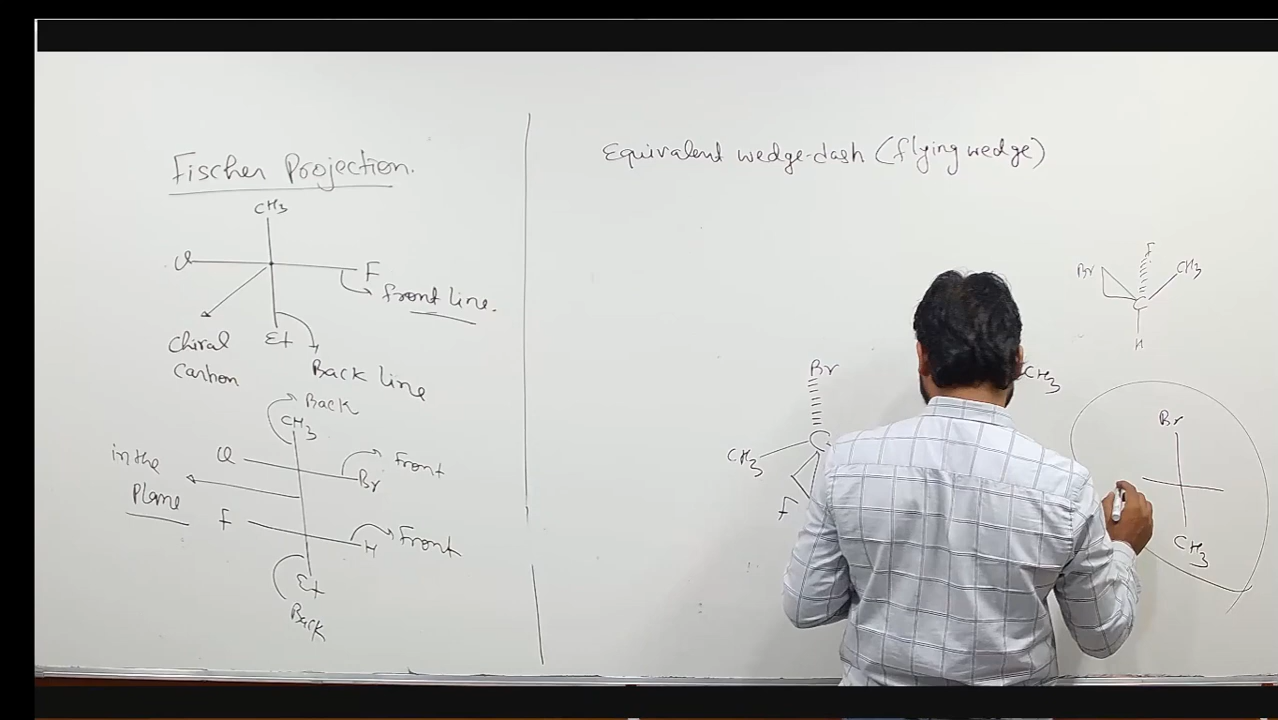 Fischer Projection.
CH3
Cl F
front line.
Chiral
Carbon
Et
Back line
Back
CH3
Cl Br Front
in the
Plane
F H Front
Et
Back
Equivalent wedge-dash (flying wedge)
F
Br CH3
C
H
Br
C
CH3
F
CH3
Br
CH3